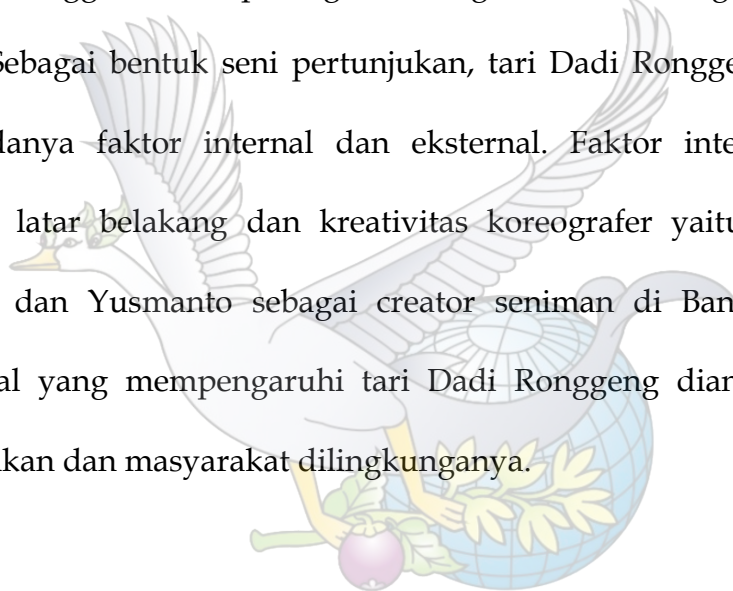 Sebagai bentuk seni pertunjukan, tari Dadi Rongge
danya faktor internal dan eksternal. Faktor inte
latar belakang dan kreativitas koreografer yaitu
dan Yusmanto sebagai creator seniman di Ban
al yang mempengaruhi tari Dadi Ronggeng dian
kan dan masyarakat dilingkunganya.